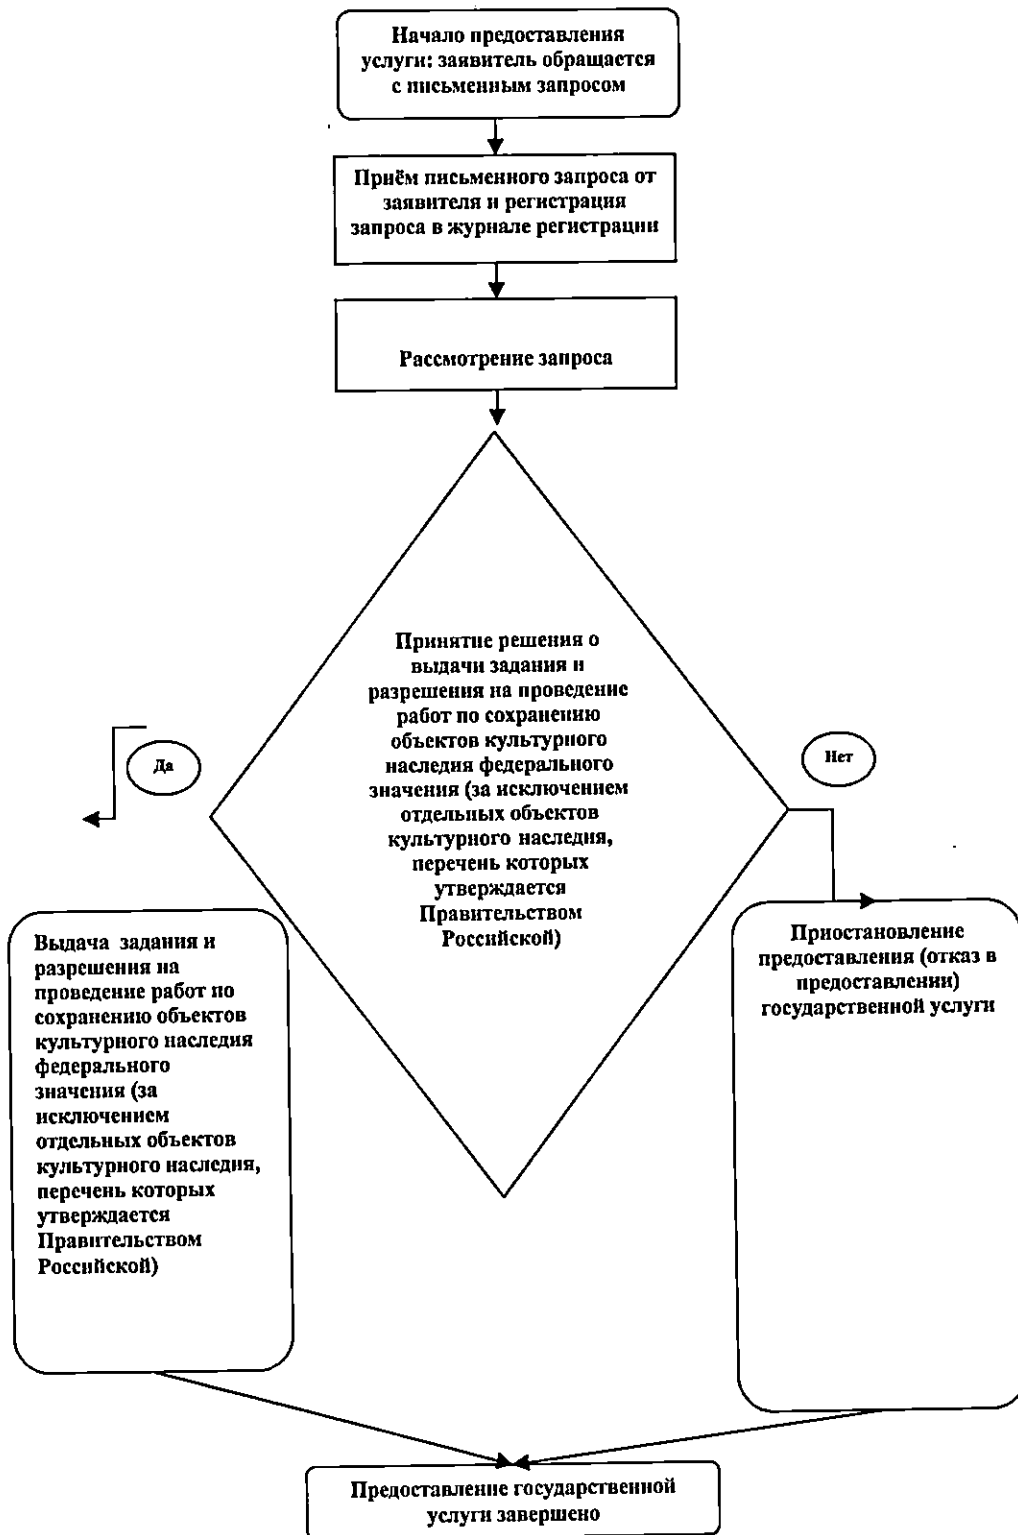 Начало предоставления
услуги: заявитель обращается
с письменным запросом
Приём письменного запроса от
заявителя и регистрация
запроса в журнале регистрации
Рассмотрение запроса
Принятие решения о
выдачи задания и
разрешения на проведение
работ по сохранению
объектов культурного
наследия федерального
значения (за исключением
отдельных объектов
культурного наследия,
перечень которых
утверждается
Правительством
Российской)
Да
Нет
Выдача задания и
разрешения на
проведение работ по
сохранению объектов
культурного наследия
федерального
значения (за
исключением
отдельных объектов
культурного наследия,
перечень которых
утверждается
Правительством
Российской)
Приостановление
предоставления (отказ в
предоставлении)
государственной услуги
Предоставление государственной
услуги завершено